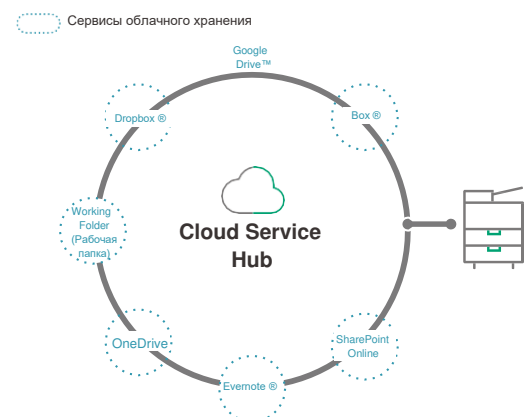 Сервисы облачного хранения
Google
Drive™
Dropbox ®
Box ®
Working
Folder
(Рабочая
папка)
Cloud Service
Hub
OneDrive
SharePoint
Online
Evernote ®